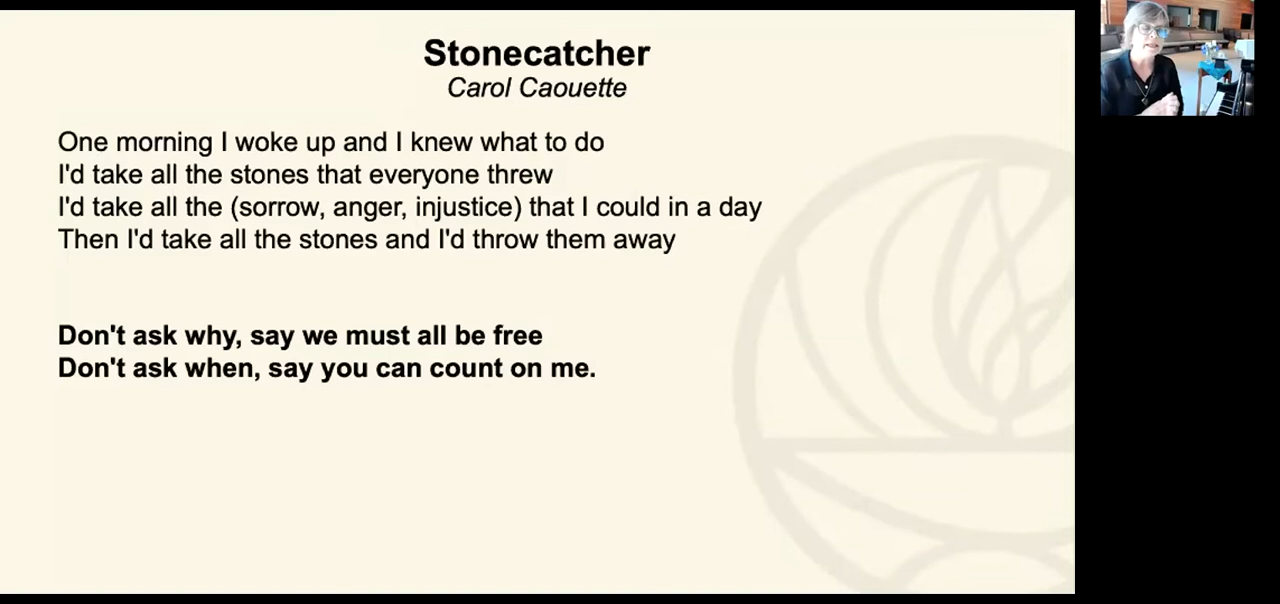 Stonecatcher
Carol Caouette
One morning I woke up and I knew what to do
I'd take all the stones that everyone threw
I'd take all the (sorrow, anger, injustice) that I could in a day
Then I'd take all the stones and I'd throw them away
Don't ask why, say we must all be free
Don't ask when, say you can count on me.